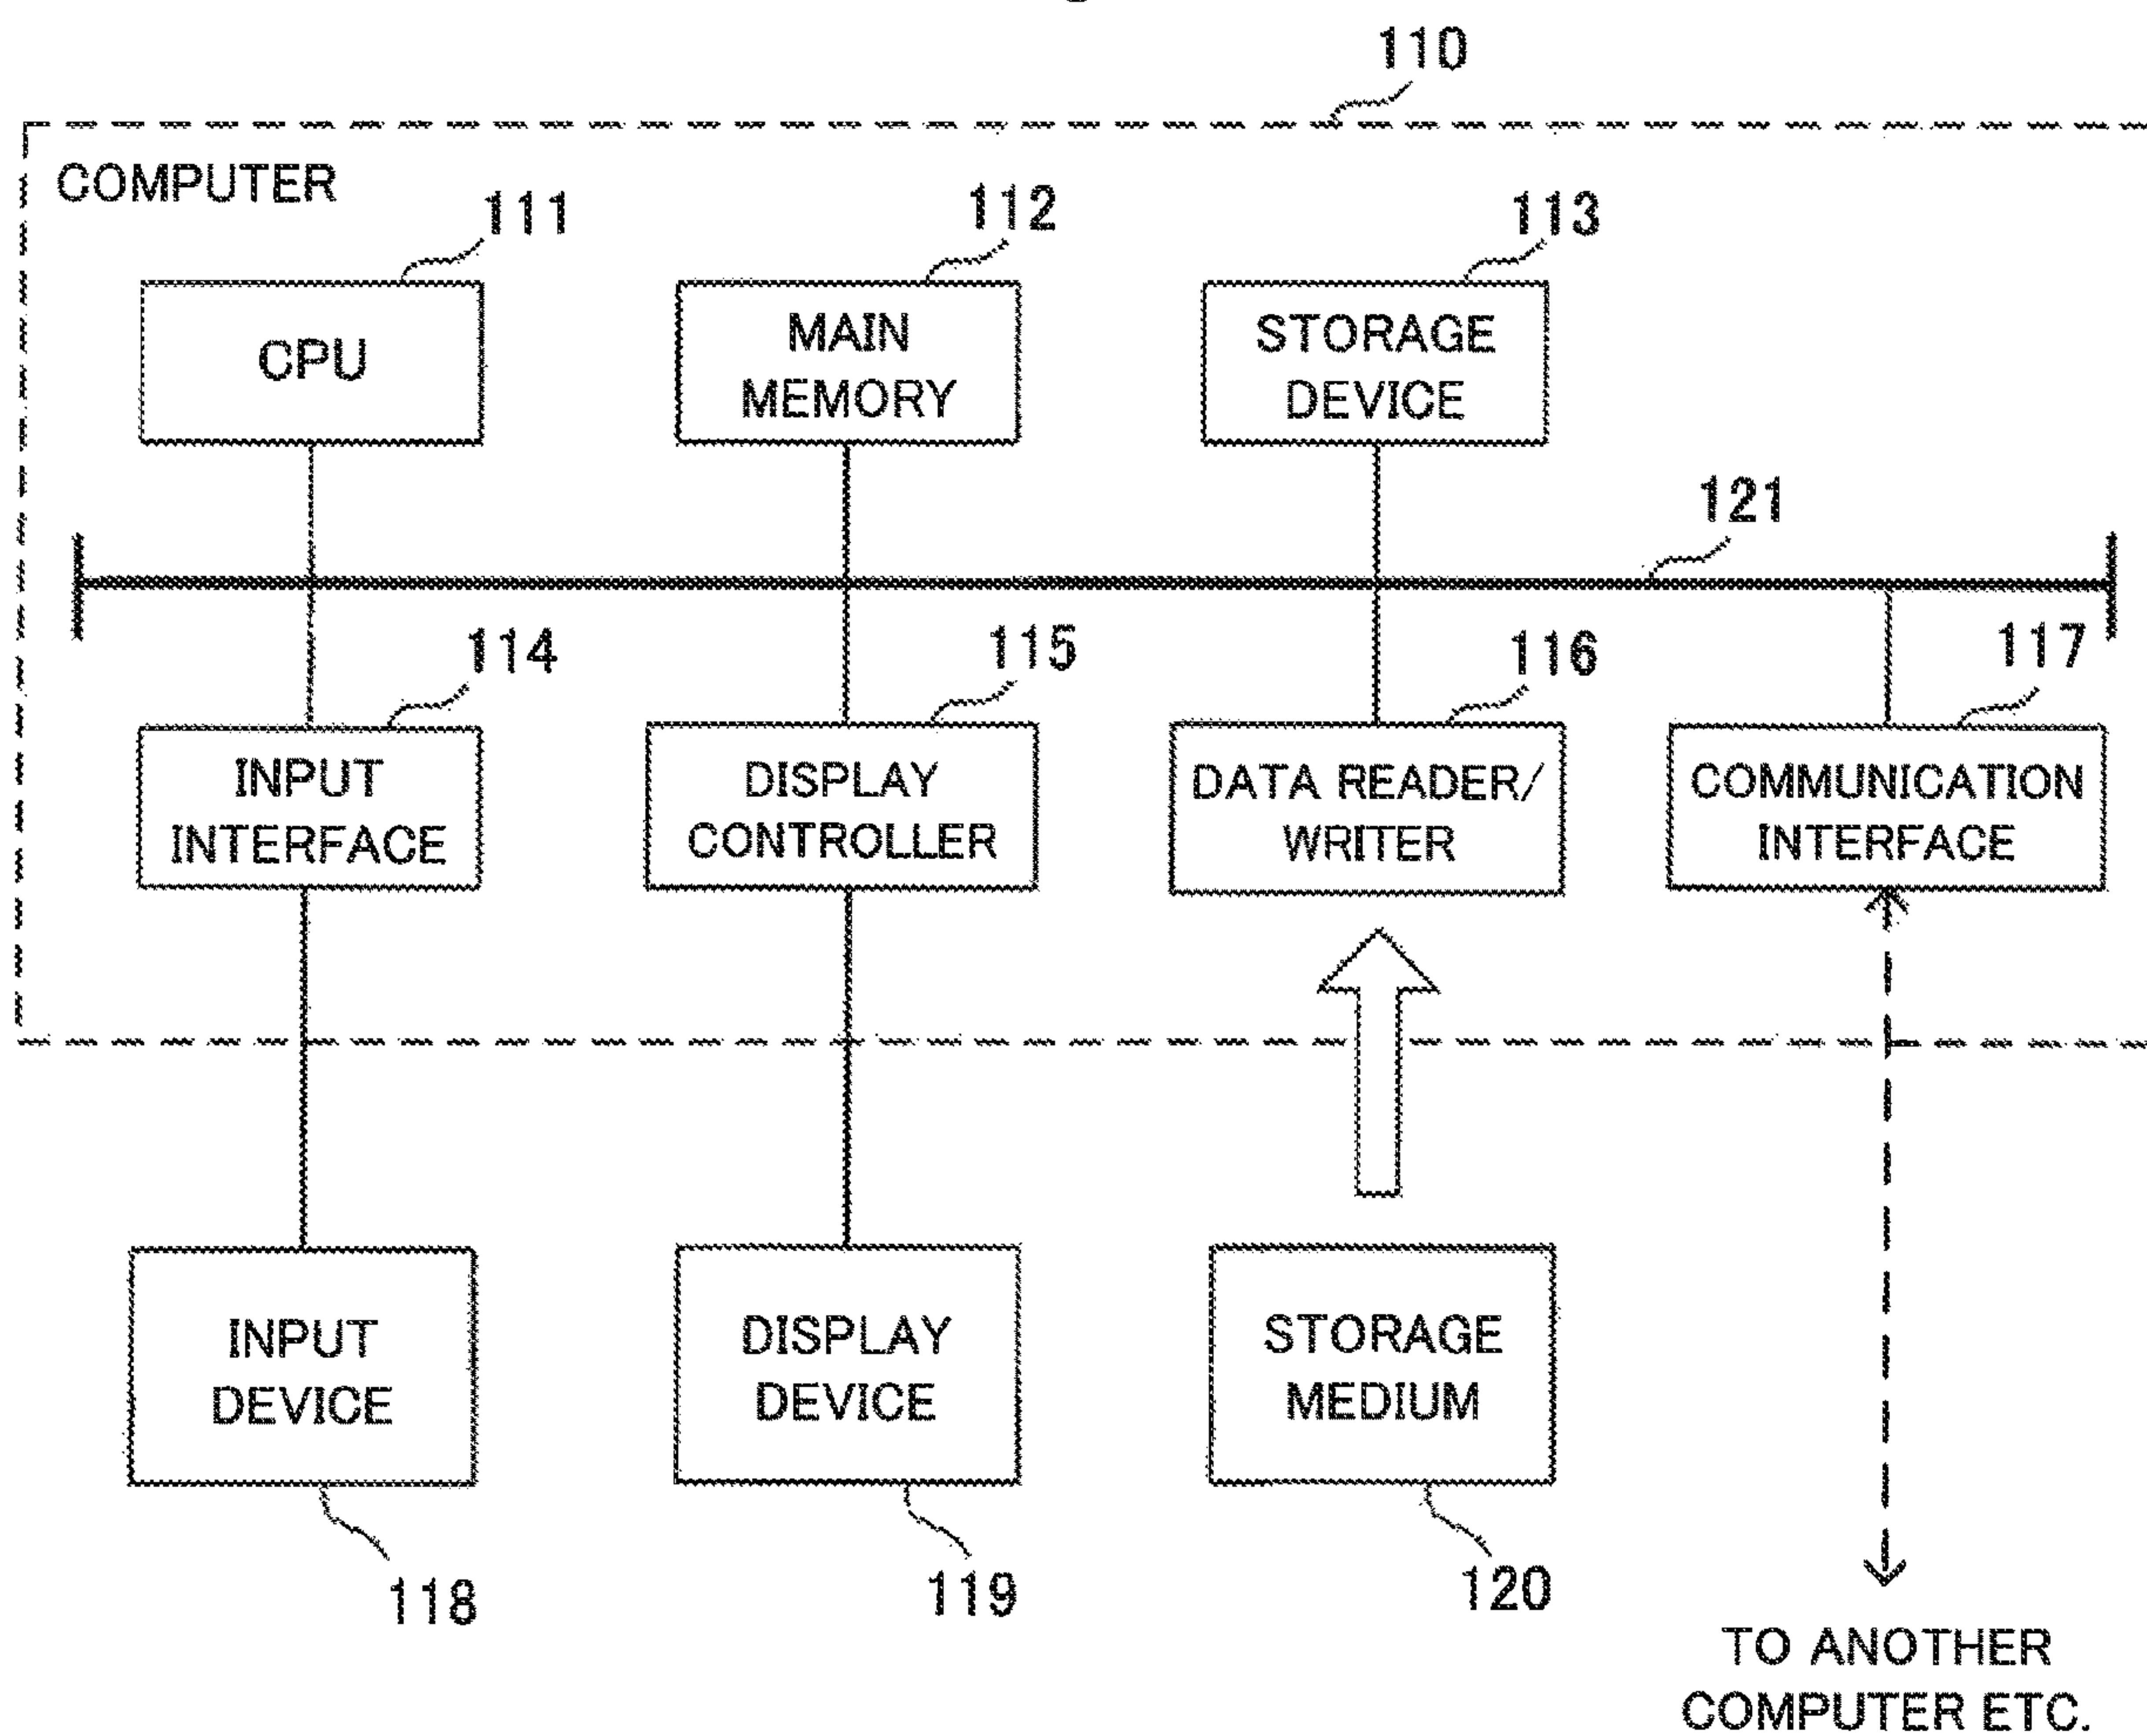 110
COMPUTER
111
112
113
CPU
MAIN
MEMORY
STORAGE
DEVICE
121
114
115
116
117
INPUT
INTERFACE
DISPLAY
CONTROLLER
DATA READER/
WRITER
COMMUNICATION
INTERFACE
INPUT
DEVICE
DISPLAY
DEVICE
STORAGE
MEDIUM
118
119
120
TO ANOTHER
COMPUTER ETC.